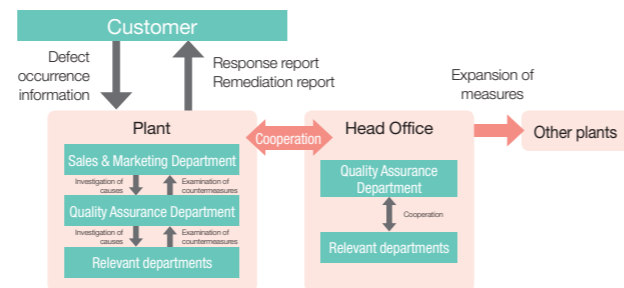 Customer
Defect
occurrence
information
Response report
Remediation report
Expansion of
measures
Plant
Cooperation
Head Office
Other plants
Sales & Marketing Department
Investigation of
causes
Examination of
countermeasures
Quality Assurance Department
Investigation of
causes
Examination of
countermeasures
Relevant departments
Quality Assurance
Department
Cooperation
Relevant departments